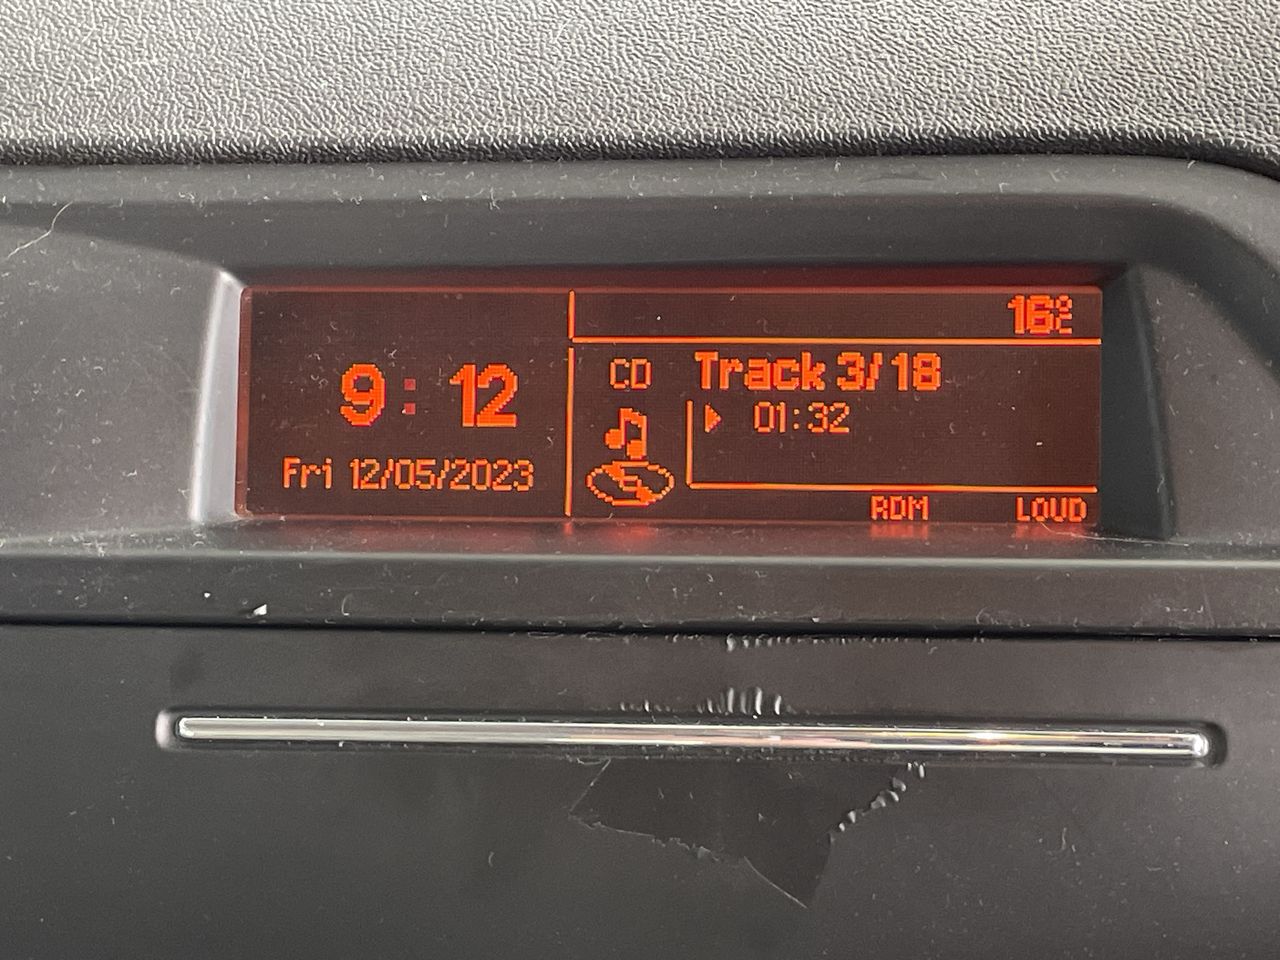 9:12
Fri 12/05/2023
16°C
CD
Track 3/18
01:32
RDM LOUD